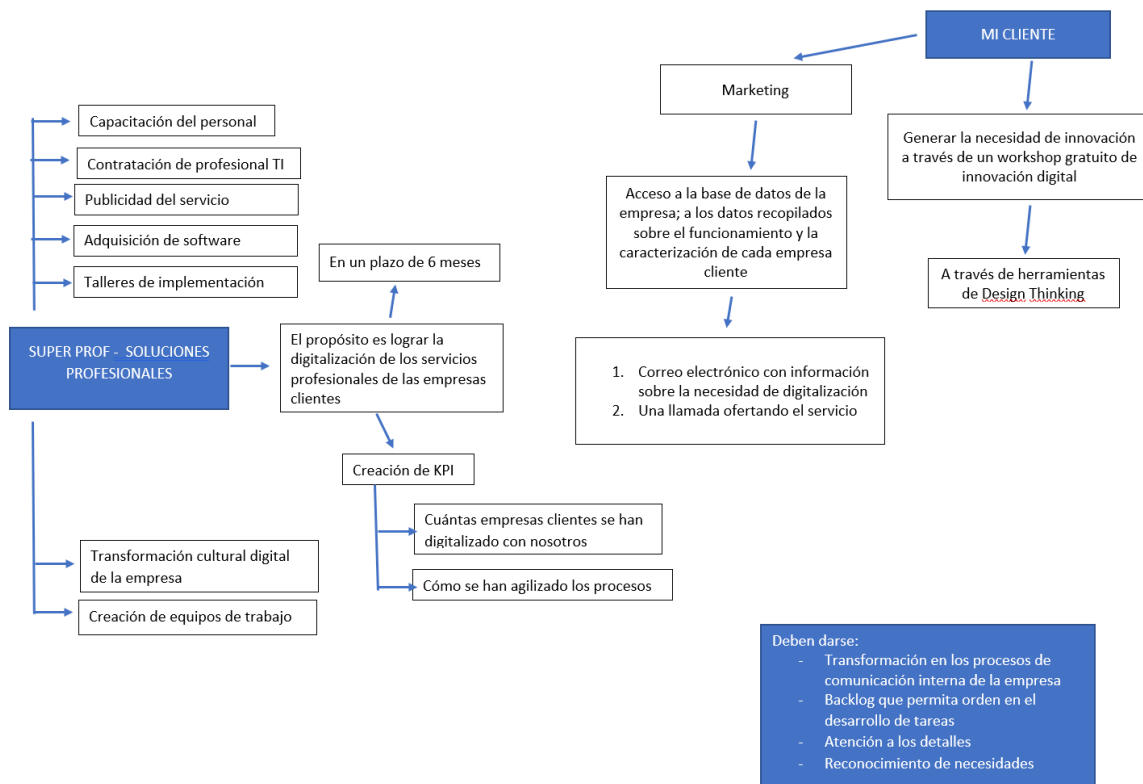 MI CLIENTE
Marketing
Generar la necesidad de innovación
a través de un workshop gratuito de
innovación digital
A través de herramientas
de Design Thinking
Acceso a la base de datos de la
empresa; a los datos recopilados
sobre el funcionamiento y la
caracterización de cada empresa
cliente
1. Correo electrónico con información
sobre la necesidad de digitalización
2. Una llamada ofertando el servicio
Capacitación del personal
Contratación de profesional TI
Publicidad del servicio
Adquisición de software
Talleres de implementación
SUPER PROF - SOLUCIONES
PROFESIONALES
En un plazo de 6 meses
El propósito es lograr la
digitalización de los servicios
profesionales de las empresas
clientes
Creación de KPI
Cuántas empresas clientes se han
digitalizado con nosotros
Cómo se han agilizado los procesos
Transformación cultural digital
de la empresa
Creación de equipos de trabajo
Deben darse:
- Transformación en los procesos de
comunicación interna de la empresa
- Backlog que permita orden en el
desarrollo de tareas
- Atención a los detalles
- Reconocimiento de necesidades